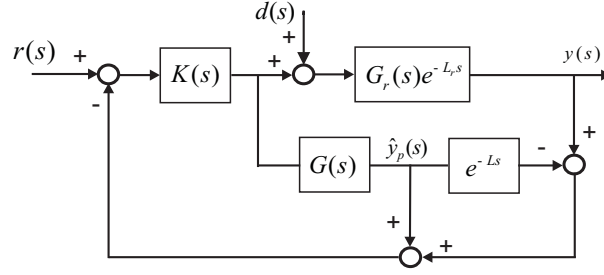 d(s)
r(s) + - K(s) + + G_r(s)e^{-L_r s} y(s)
G(s) ŷ_p(s) e^{-Ls} - +
+ +